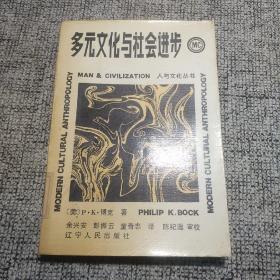 多元文化与社会进步
MC
MAN & CIVILIZATION 人与文化丛书
MODERN CULTURAL ANTHROPOLOGY
MODERN CULTURAL ANTHROPOLOGY
〔美〕P·K·博克 著 PHILIP K. BOCK
余兴安 彭振云 童奇志 译 陈纪遥 审校
辽宁人民出版社